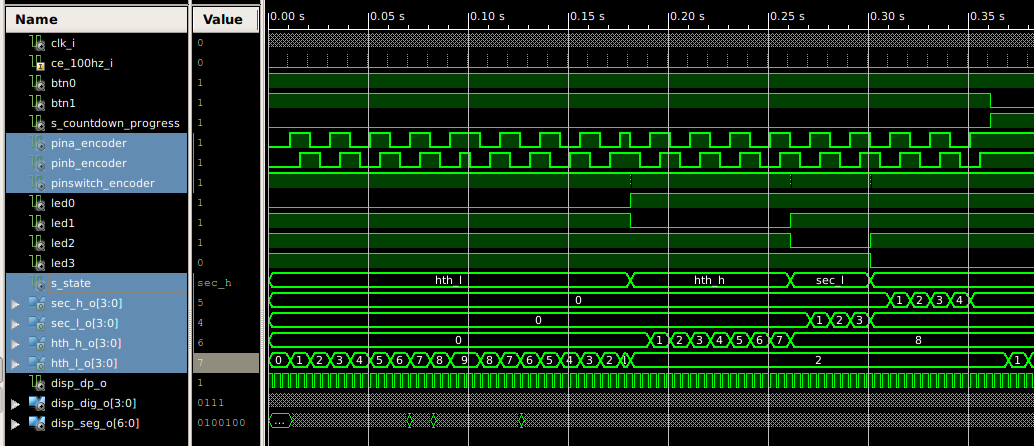 Name Value 0.00 s 0.05 s 0.10 s 0.15 s 0.20 s 0.25 s 0.30 s 0.35 s
clk_i 0
ce_100hz_i 0
btn0 1
btn1 1
s_countdown_progress 1
pina_encoder 1
pinb_encoder 1
pinswitch_encoder 1
led0 1
led1 1
led2 1
led3 0
s_state sec_h hth_l hth_h sec_l
sec_h_o[3:0] 5 0 1 2 3 4
sec_l_o[3:0] 4 0 1 2 3
hth_h_o[3:0] 6 0 1 2 3 4 5 6 7 8
hth_l_o[3:0] 7 0 1 2 3 4 5 6 7 8 9 8 7 6 5 4 3 2 1 2 1
disp_dp_o 1
disp_dig_o[3:0] 0111
disp_seg_o[6:0] 0100100 ...